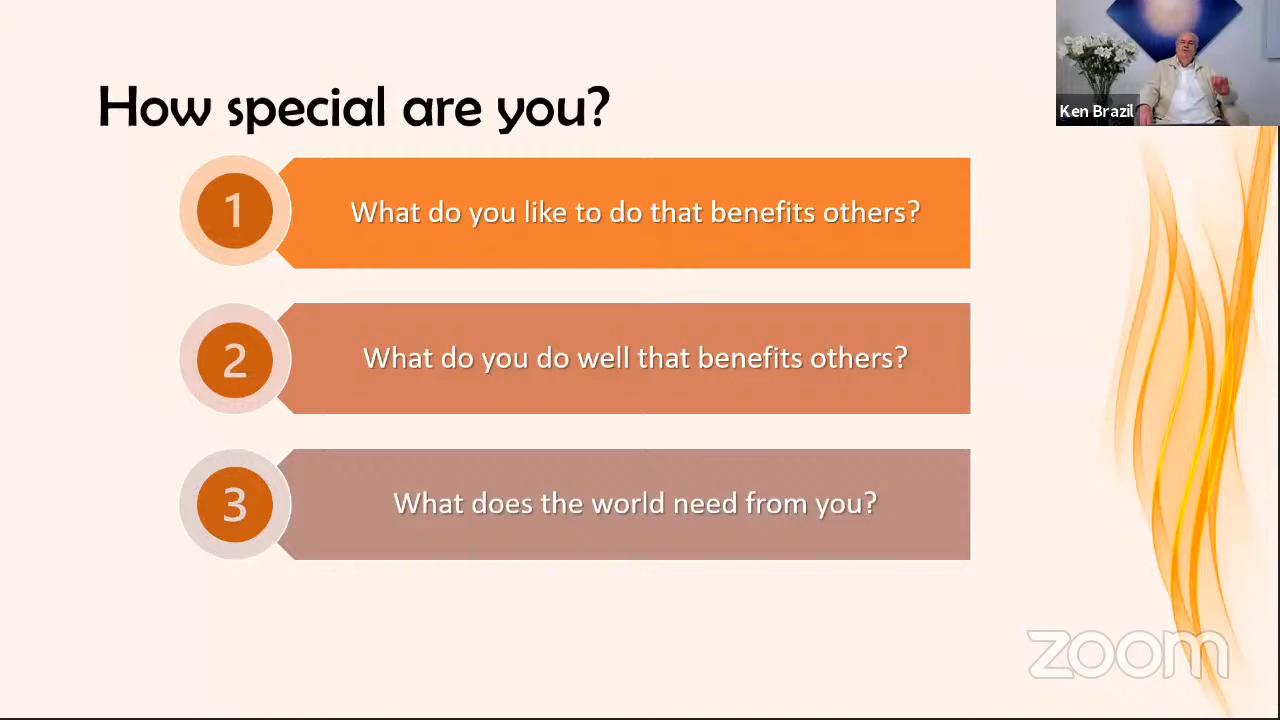 How special are you?
Ken Brazil
1
What do you like to do that benefits others?
2
What do you do well that benefits others?
3
What does the world need from you?
zoom